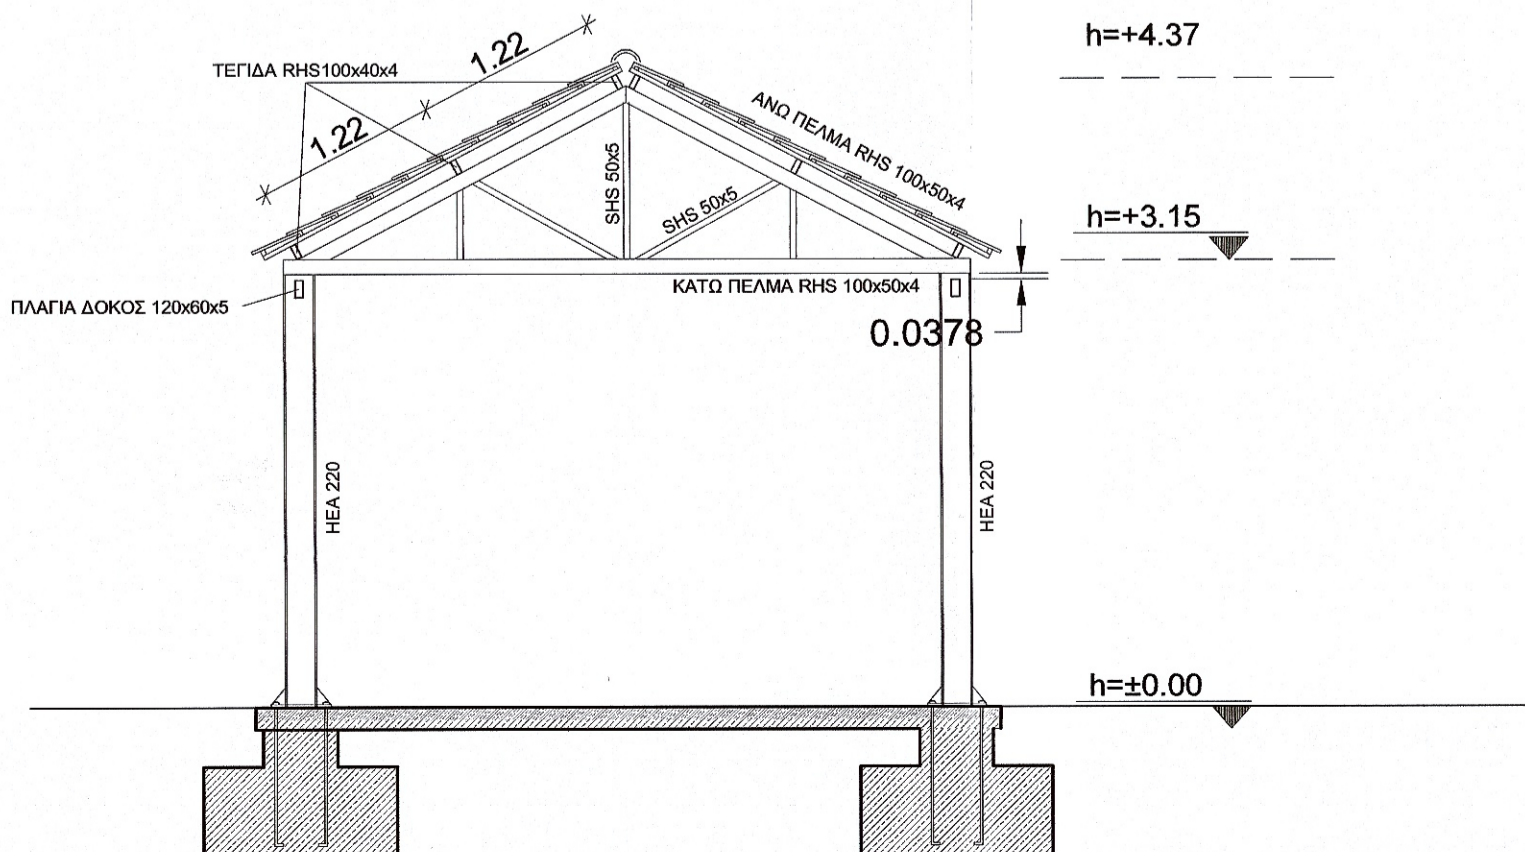 h=+4.37
1.22
ΤΕΓΙΔΑ RHS100x40x4
ΑΝΩ ΠΕΛΜΑ RHS 100x50x4
1.22
SHS 50x5
SHS 50x5
h=+3.15
ΚΑΤΩ ΠΕΛΜΑ RHS 100x50x4
ΠΛΑΓΙΑ ΔΟΚΟΣ 120x60x5
0.0378
HEA 220
HEA 220
h=±0.00